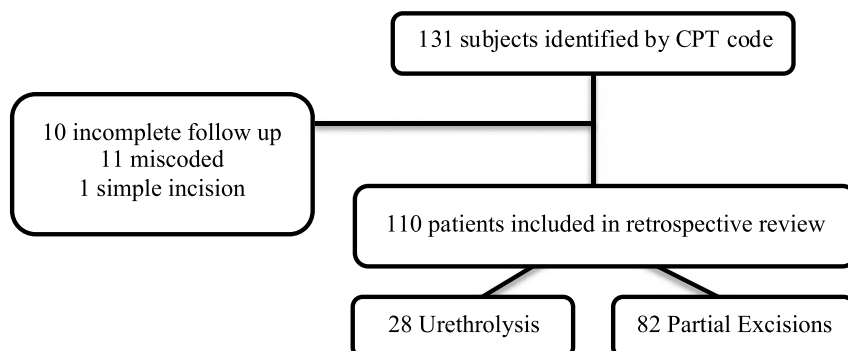 131 subjects identified by CPT code
10 incomplete follow up
11 miscoded
1 simple incision
110 patients included in retrospective review
28 Urethrolysis
82 Partial Excisions